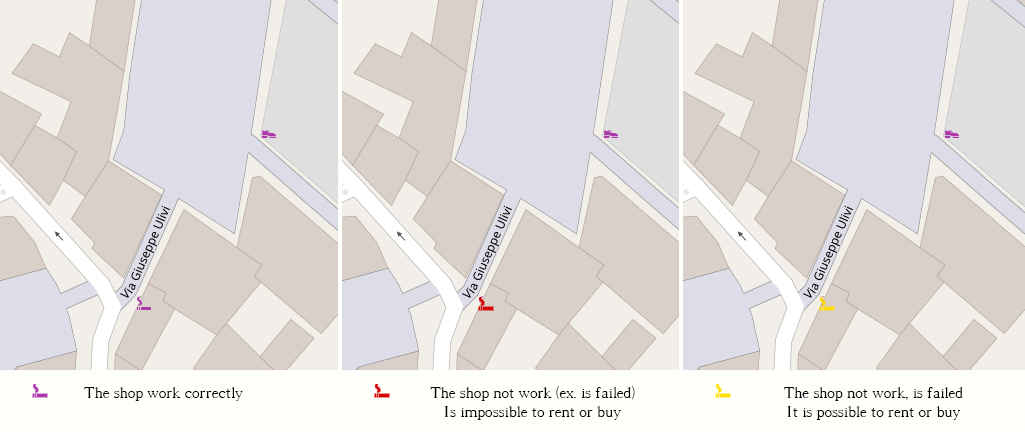 Via Giuseppe Ulivi
Via Giuseppe Ulivi
Via Giuseppe Ulivi
The shop work correctly
The shop not work (ex. is failed)
Is impossible to rent or buy
The shop not work, is failed
It is possible to rent or buy